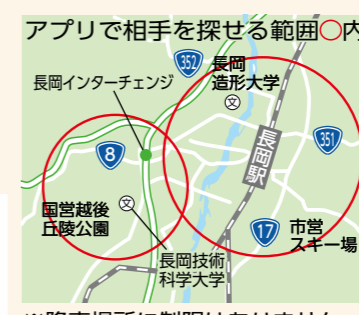 アプリで相手を探せる範囲○内
352
長岡
造形大学
文
長岡インターチェンジ
8
長岡駅
351
国営越後
丘陵公園
文
17
市営
スキー場
長岡技術
科学大学